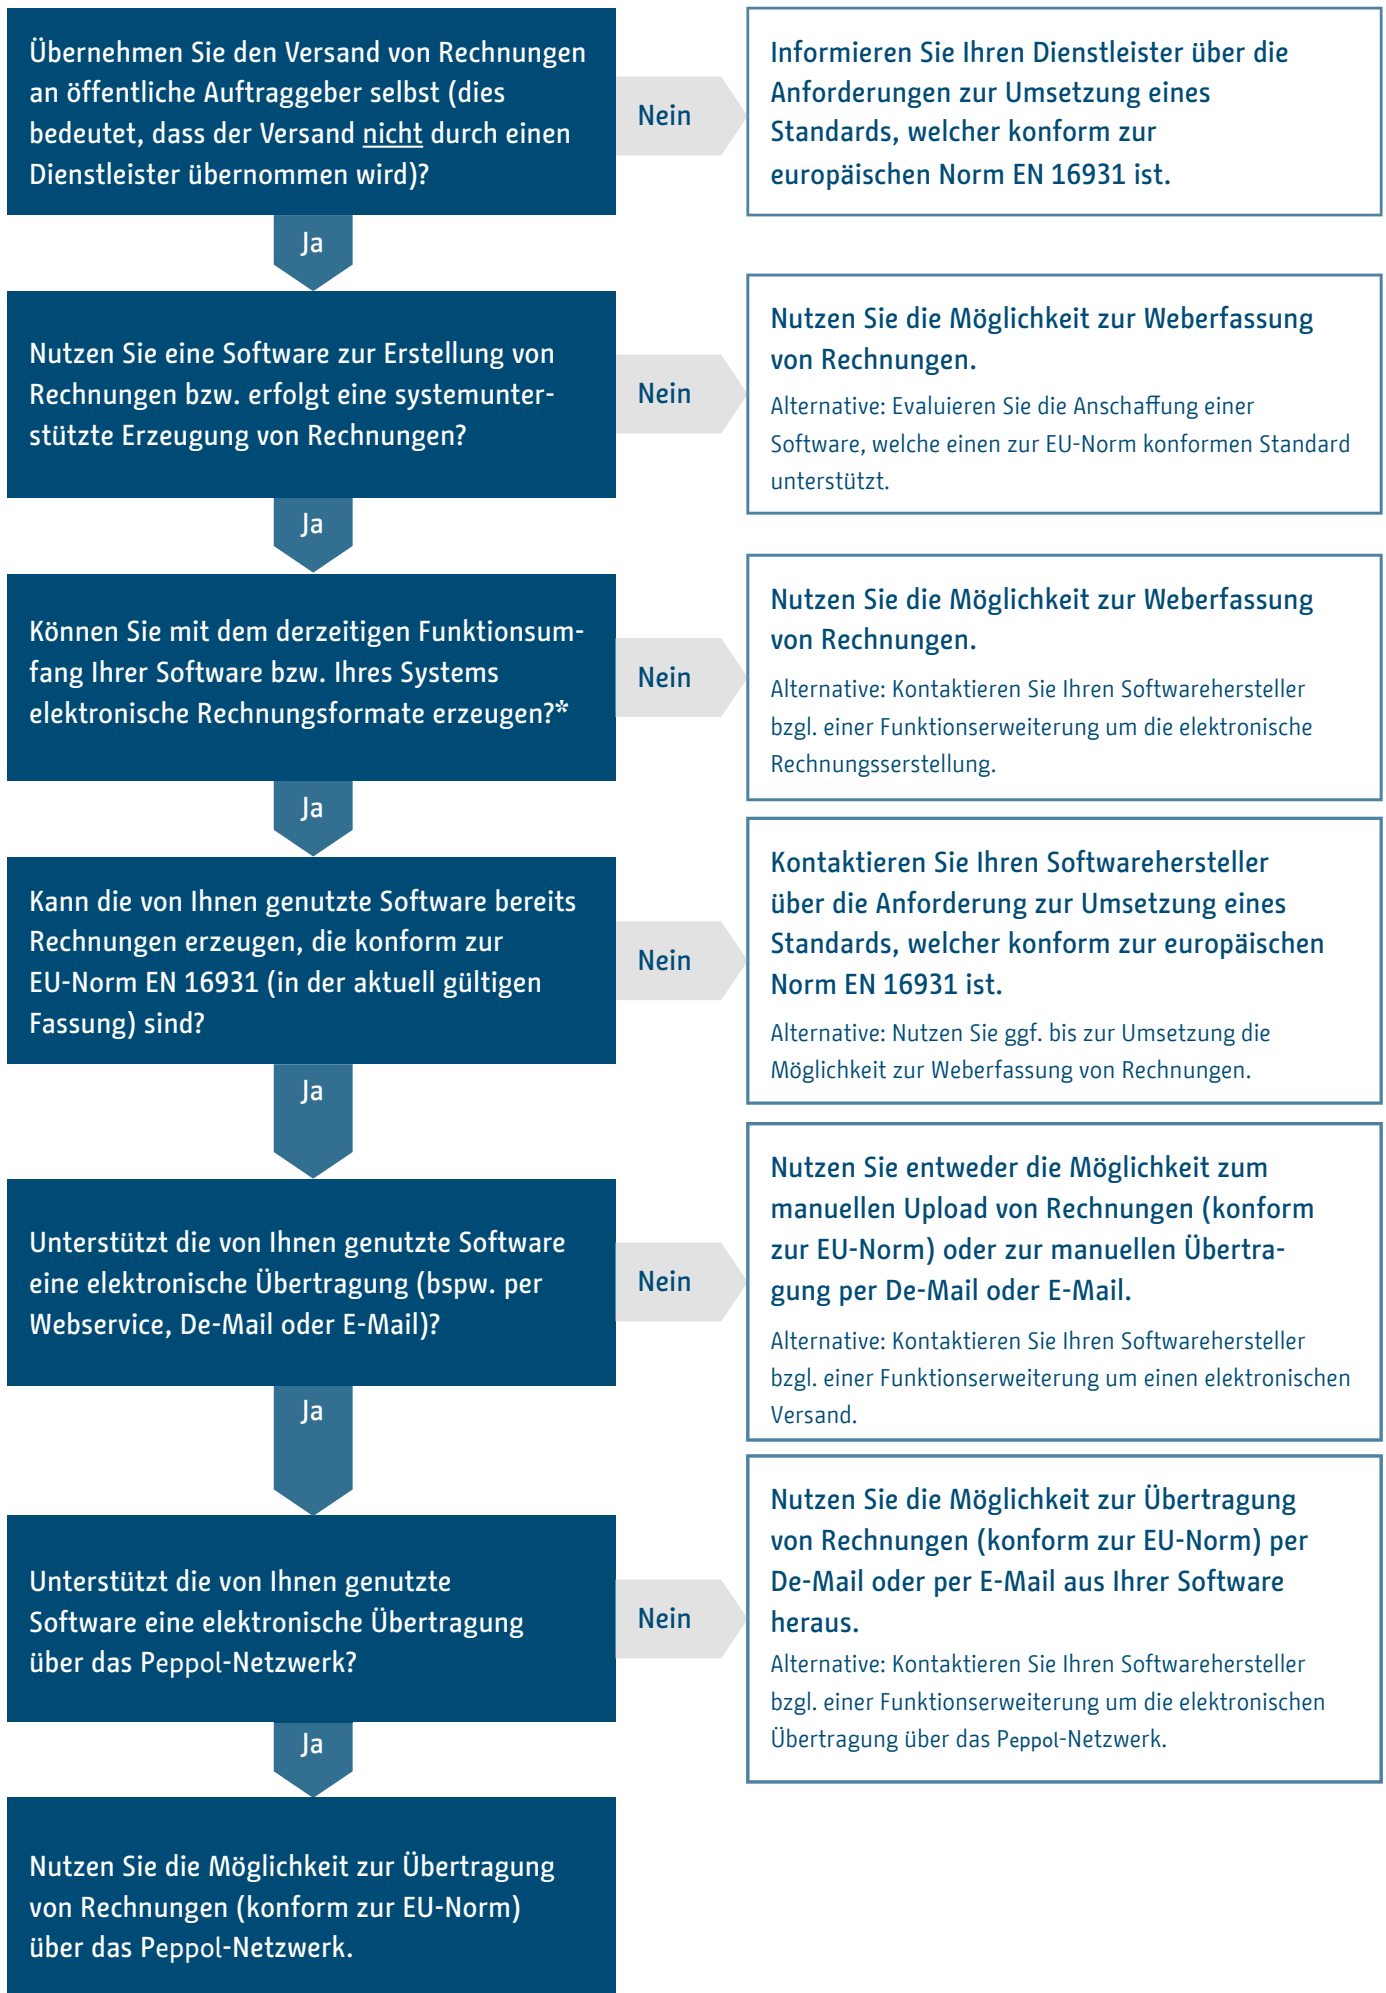 Übernehmen Sie den Versand von Rechnungen
an öffentliche Auftraggeber selbst (dies
bedeutet, dass der Versand nicht durch einen
Dienstleister übernommen wird)?
Nein
Informieren Sie Ihren Dienstleister über die
Anforderungen zur Umsetzung eines
Standards, welcher konform zur
europäischen Norm EN 16931 ist.
Ja
Nutzen Sie eine Software zur Erstellung von
Rechnungen bzw. erfolgt eine systemunter-
stützte Erzeugung von Rechnungen?
Nein
Nutzen Sie die Möglichkeit zur Weberfassung
von Rechnungen.
Alternative: Evaluieren Sie die Anschaffung einer
Software, welche einen zur EU-Norm konformen Standard
unterstützt.
Ja
Können Sie mit dem derzeitigen Funktionsum-
fang Ihrer Software bzw. Ihres Systems
elektronische Rechnungsformate erzeugen?*
Nein
Nutzen Sie die Möglichkeit zur Weberfassung
von Rechnungen.
Alternative: Kontaktieren Sie Ihren Softwarehersteller
bzgl. einer Funktionserweiterung um die elektronische
Rechnungsserstellung.
Ja
Kann die von Ihnen genutzte Software bereits
Rechnungen erzeugen, die konform zur
EU-Norm EN 16931 (in der aktuell gültigen
Fassung) sind?
Nein
Kontaktieren Sie Ihren Softwarehersteller
über die Anforderung zur Umsetzung eines
Standards, welcher konform zur europäischen
Norm EN 16931 ist.
Alternative: Nutzen Sie ggf. bis zur Umsetzung die
Möglichkeit zur Weberfassung von Rechnungen.
Ja
Unterstützt die von Ihnen genutzte Software
eine elektronische Übertragung (bspw. per
Webservice, De-Mail oder E-Mail)?
Nein
Nutzen Sie entweder die Möglichkeit zum
manuellen Upload von Rechnungen (konform
zur EU-Norm) oder zur manuellen Übertra-
gung per De-Mail oder E-Mail.
Alternative: Kontaktieren Sie Ihren Softwarehersteller
bzgl. einer Funktionserweiterung um einen elektronischen
Versand.
Ja
Unterstützt die von Ihnen genutzte
Software eine elektronische Übertragung
über das Peppol-Netzwerk?
Nein
Nutzen Sie die Möglichkeit zur Übertragung
von Rechnungen (konform zur EU-Norm) per
De-Mail oder per E-Mail aus Ihrer Software
heraus.
Alternative: Kontaktieren Sie Ihren Softwarehersteller
bzgl. einer Funktionserweiterung um die elektronischen
Übertragung über das Peppol-Netzwerk.
Ja
Nutzen Sie die Möglichkeit zur Übertragung
von Rechnungen (konform zur EU-Norm)
über das Peppol-Netzwerk.